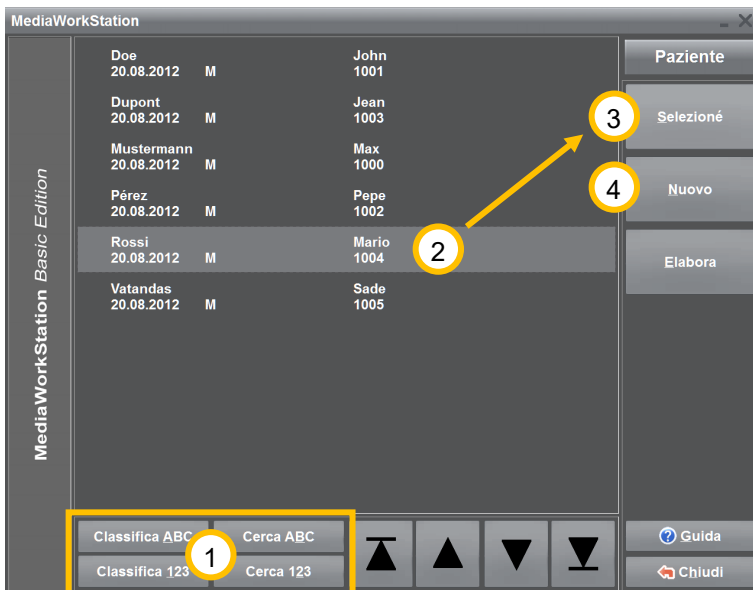 MediaWorkStation
MediaWorkStation Basic Edition
Doe John
20.08.2012 M 1001
Dupont Jean
20.08.2012 M 1003
Mustermann Max
20.08.2012 M 1000
Pérez Pepe
20.08.2012 M 1002
Rossi Mario
20.08.2012 M 1004
2
Vatandas Sade
20.08.2012 M 1005
Paziente
3 Selezioné
4 Nuovo
Elabora
Classifica ABC Cerca ABC
1
Classifica 123 Cerca 123
Guida
Chiudi